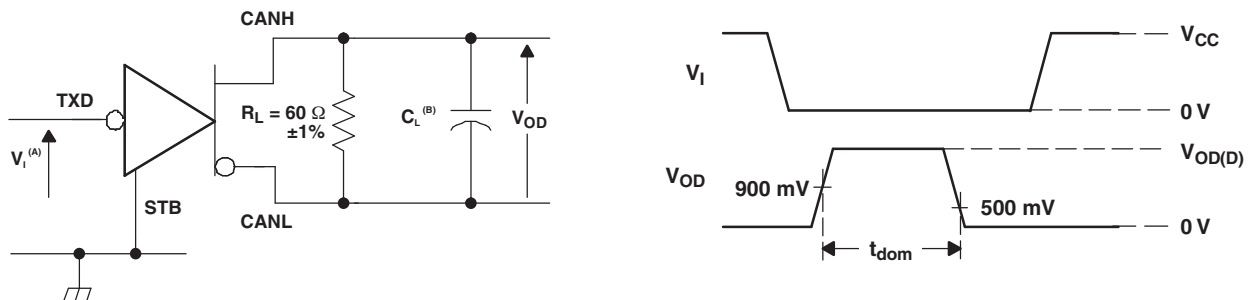 CANH
TXD
R_L = 60 Ω
±1%
C_L (B)
V_OD
V_I (A)
STB
CANL
V_I
V_CC
0 V
V_OD
900 mV
V_OD(D)
500 mV
0 V
t_dom